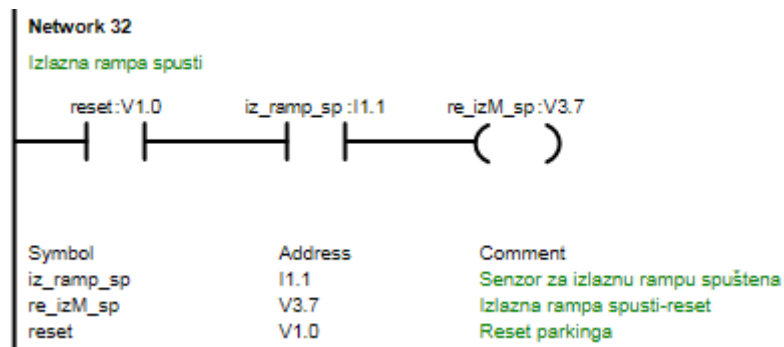 Network 32
Izlazna rampa spusti
reset:V1.0 iz_ramp_sp:I1.1 re_izM_sp:V3.7
Symbol Address Comment
iz_ramp_sp I1.1 Senzor za izlaznu rampu spuštena
re_izM_sp V3.7 Izlazna rampa spusti-reset
reset V1.0 Reset parkinga